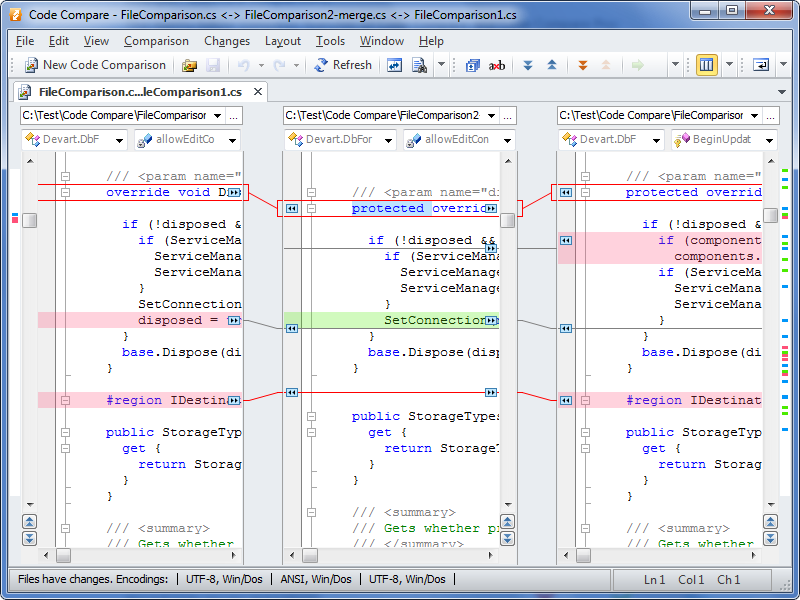 Code Compare - FileComparison.cs <-> FileComparison2-merge.cs <-> FileComparison1.cs
File Edit View Comparison Changes Layout Tools Window Help
New Code Comparison Refresh
FileComparison.c...leComparison1.cs
C:\Test\Code Compare\FileComparison ...
Devart.DbF allowEditCo
/// <param name="
override void D
if (!disposed &
if (ServiceMa
ServiceMana
ServiceMana
}
SetConnection
disposed =
}
base.Dispose(di
}
#region IDestinat
public StorageTyp
get {
return Storag
}
}
/// <summary>
/// Gets whether
C:\Test\Code Compare\FileComparison2- ...
Devart.DbFor allowEditCon
/// <param name="d
protected overrid
if (!disposed &&
if (ServiceMana
ServiceManage
ServiceManage
}
SetConnection
}
base.Dispose(disp
}
public StorageTypes
get {
return StorageT
}
}
/// <summary>
/// Gets whether pr
/// </summary>
C:\Test\Code Compare\FileComparison ...
Devart.DbF BeginUpdat
/// <param name="
protected overrid
if (!disposed &
if (component
components.
if (ServiceMa
ServiceMana
ServiceMana
}
}
base.Dispose(di
}
#region IDestinat
public StorageTyp
get {
return Storag
}
}
/// <summary>
/// Gets whether
Files have changes. Encodings: | UTF-8, Win/Dos | ANSI, Win/Dos | UTF-8, Win/Dos | Ln 1 Col 1 Ch 1